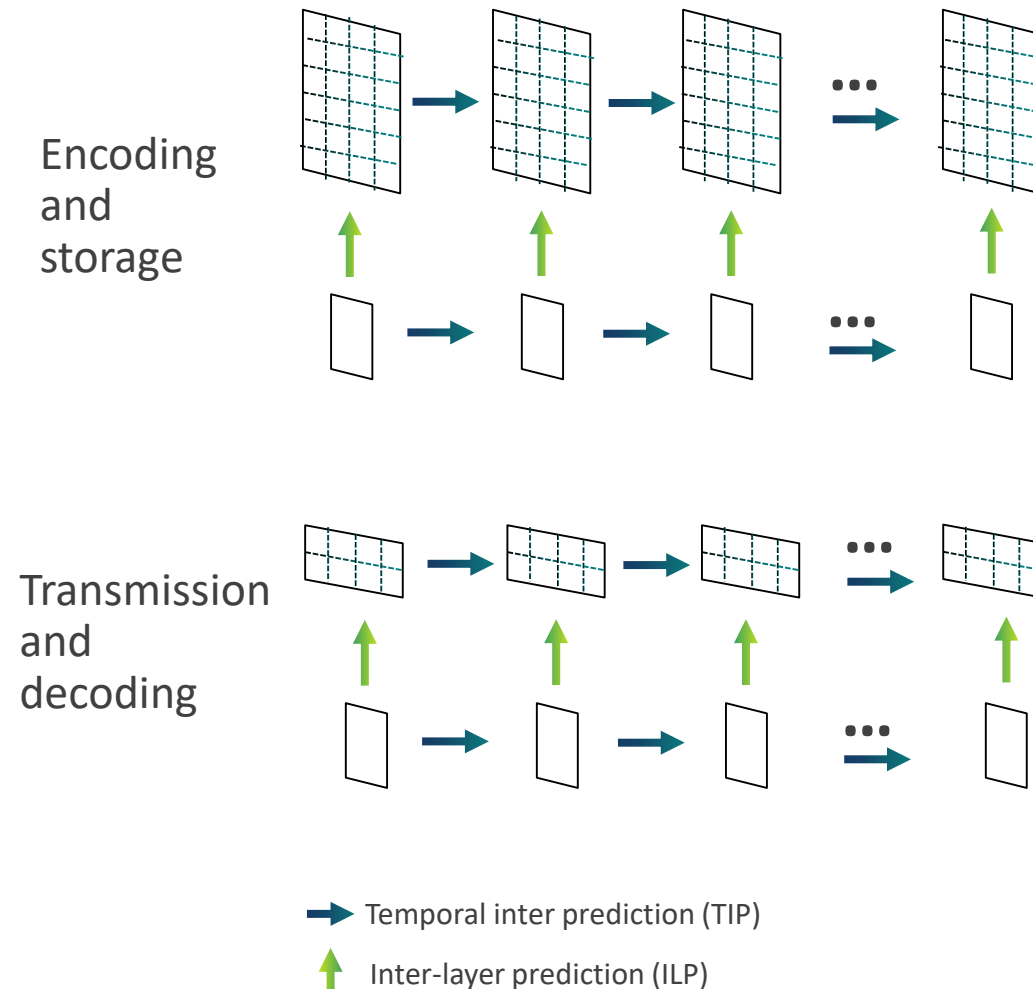 Encoding
and
storage
Transmission
and
decoding
Temporal inter prediction (TIP)
Inter-layer prediction (ILP)